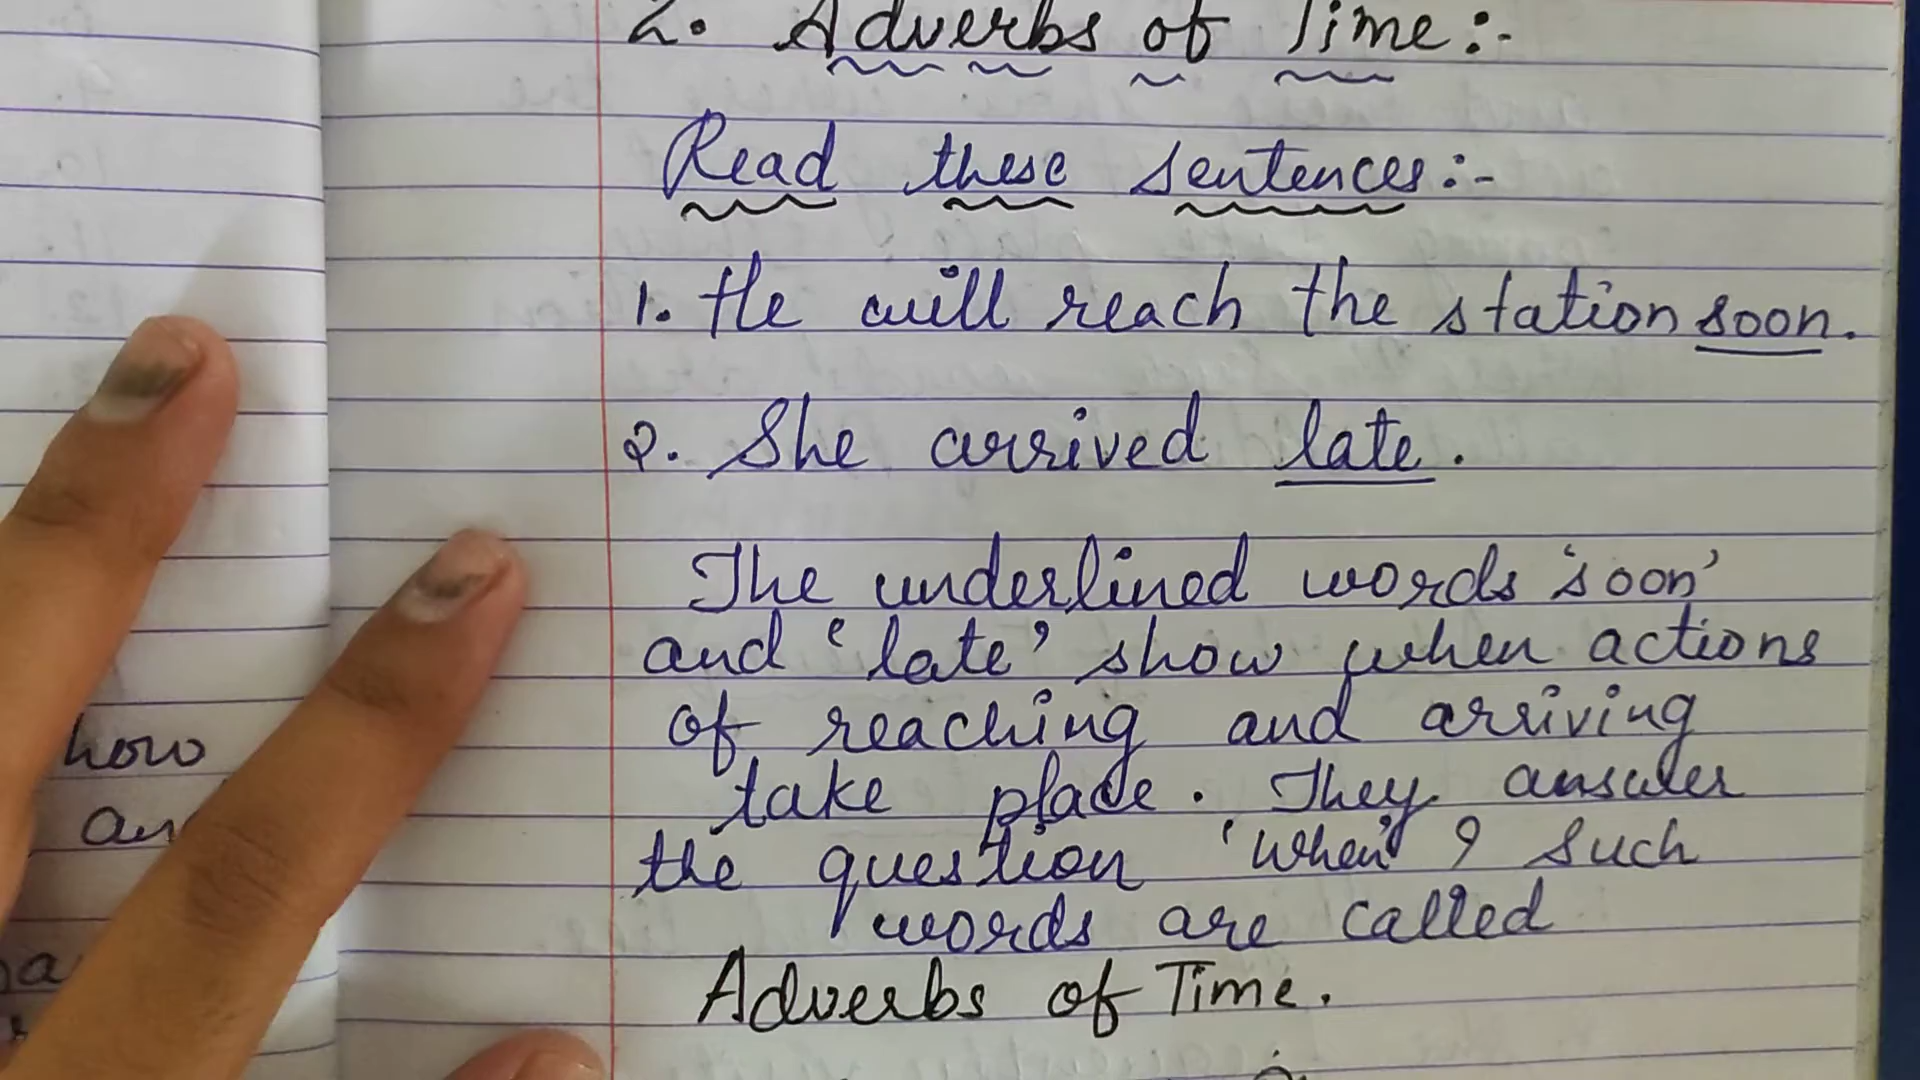 how
an
2. Adverbs of Time:-
Read these sentences:-
1. He will reach the station soon.
2. She arrived late.
The underlined words 'soon'
and 'late' show when actions
of reaching and arriving
take place. They answer
the question 'when'? Such
words are called
Adverbs of Time.